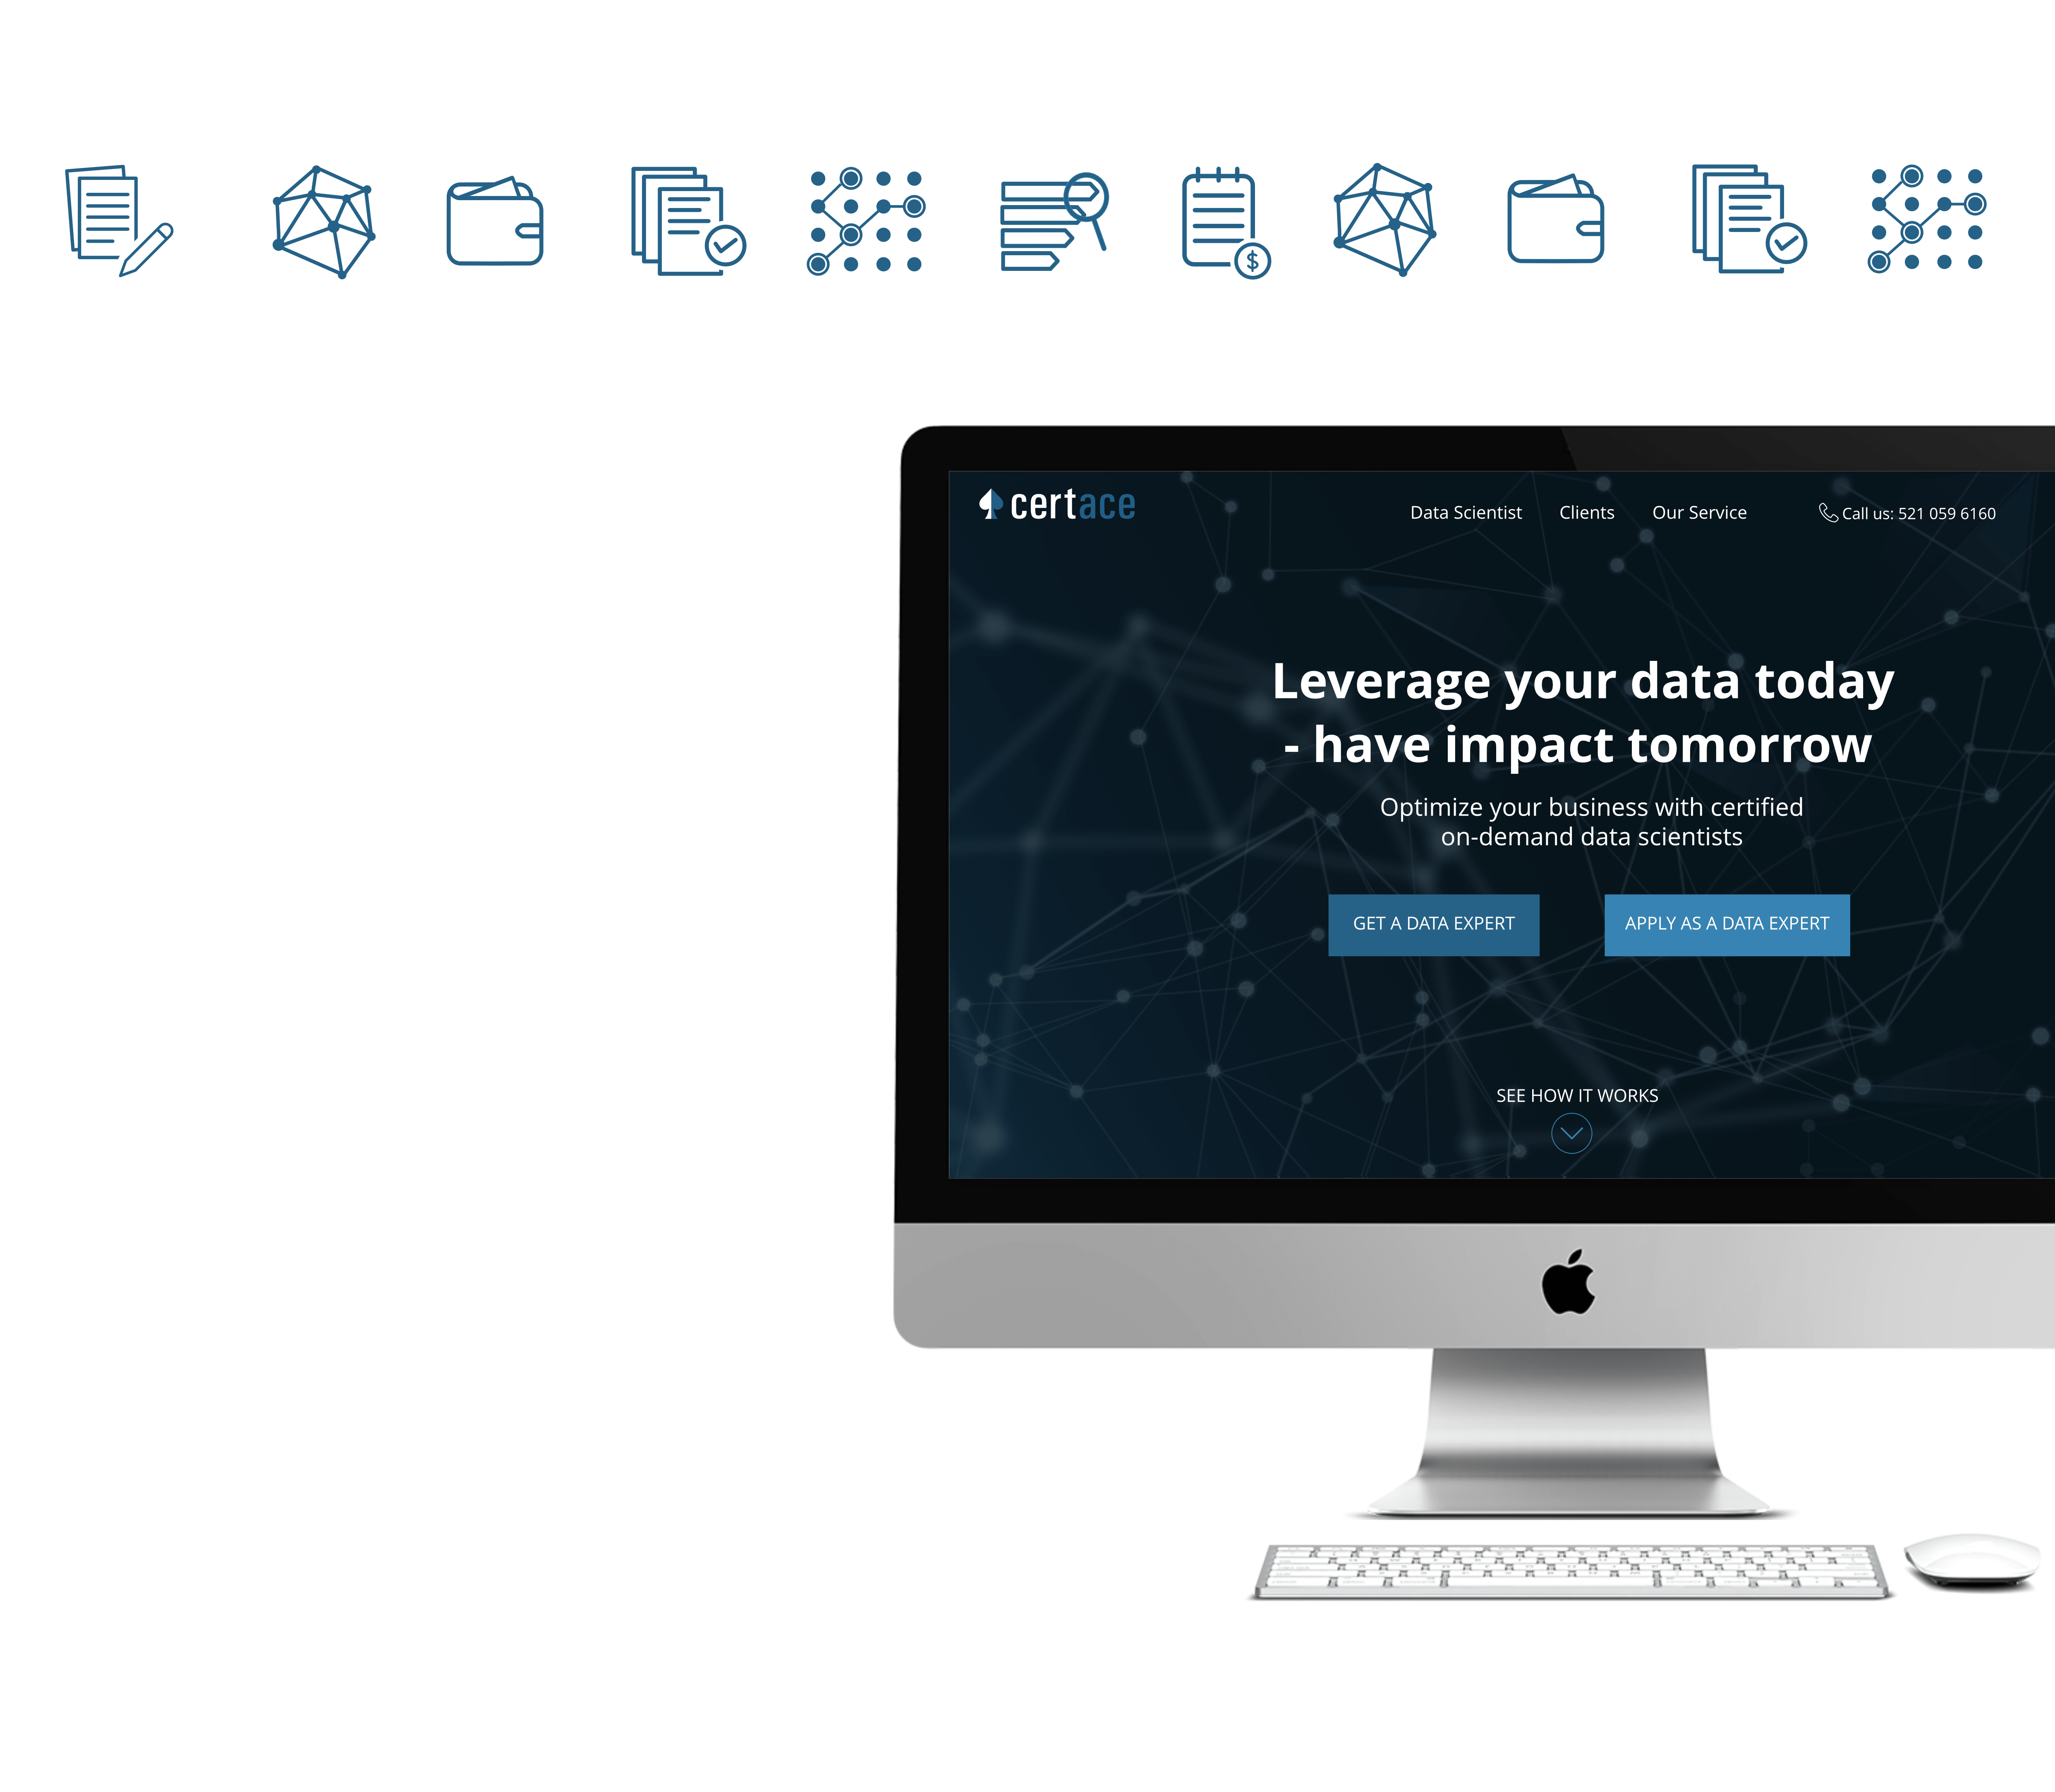 $
certace
Data Scientist
Clients
Our Service
Call us: 521 059 6160
Leverage your data today
- have impact tomorrow
Optimize your business with certified
on-demand data scientists
GET A DATA EXPERT
APPLY AS A DATA EXPERT
SEE HOW IT WORKS